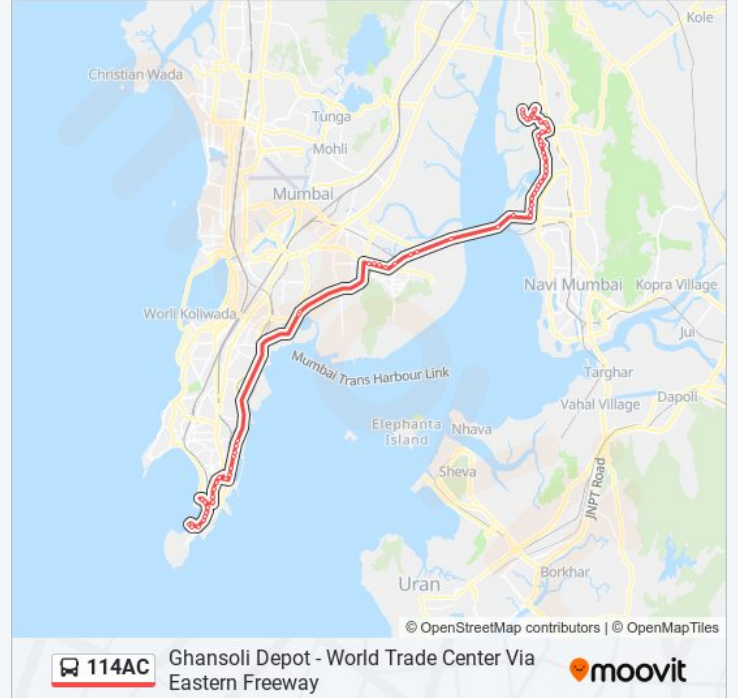 Kole
Christian Wada
Tunga
Mohli
Mumbai
Navi Mumbai
Kopra Village
Worli Koliwada
Jui
Mumbai Trans Harbour Link
Targhar
Vahal Village
Dapoli
Elephanta
Island
Nhava
Sheva
JNPT Road
Borkhar
Uran
© OpenStreetMap contributors | © OpenMapTiles
114AC
Ghansoli Depot - World Trade Center Via
Eastern Freeway
moovit